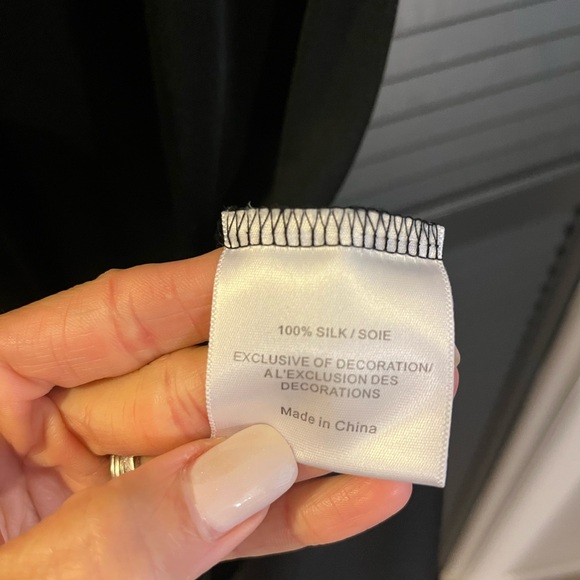 100% SILK / SOIE
EXCLUSIVE OF DECORATION/
A L'EXCLUSION DES
DECORATIONS
Made in China